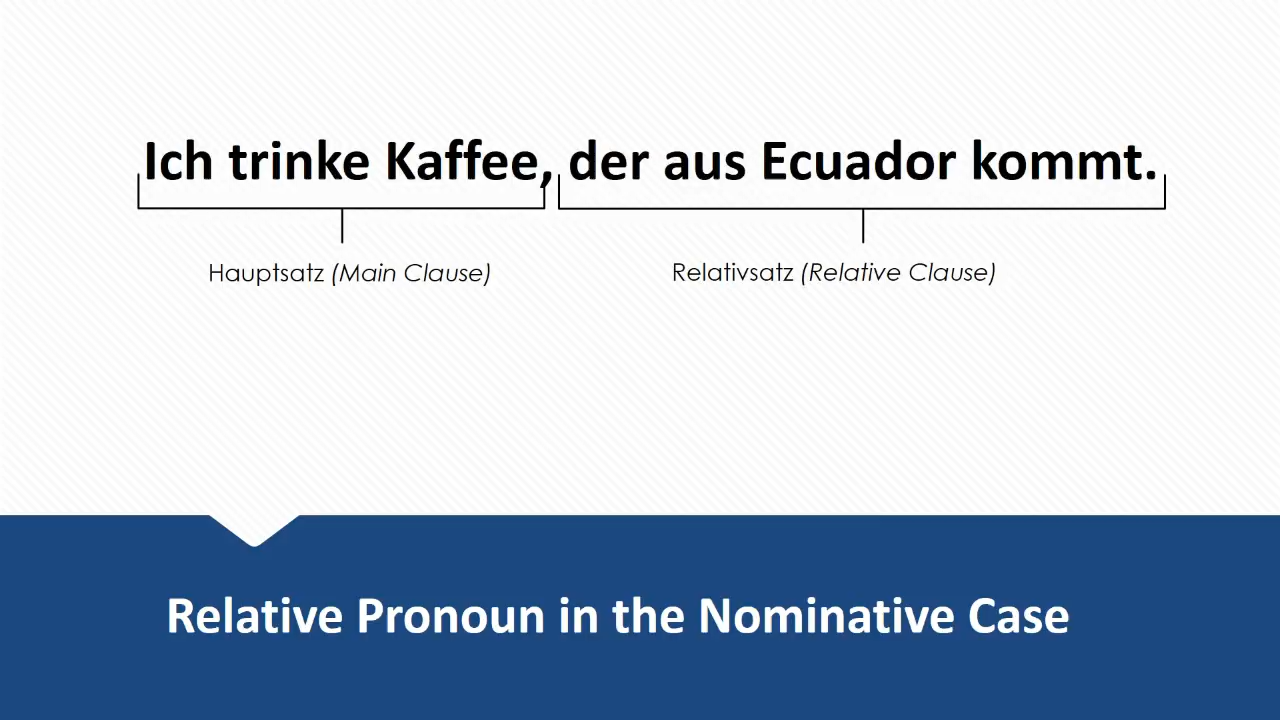 Ich trinke Kaffee, der aus Ecuador kommt.
Hauptsatz (Main Clause) Relativsatz (Relative Clause)
Relative Pronoun in the Nominative Case